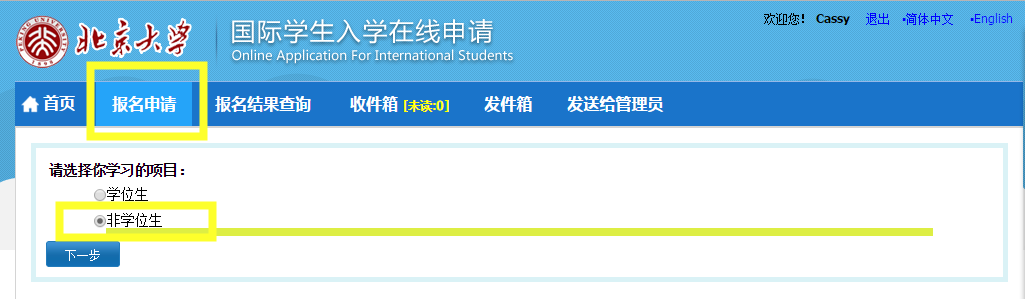 欢迎您！ Cassy 退出 •简体中文 •English
PEKING UNIVERSITY 1898
北京大学
国际学生入学在线申请
Online Application For International Students
首页 报名申请 报名结果查询 收件箱 [未读:0] 发件箱 发送给管理员
请选择你学习的项目：
学位生
非学位生
下一步